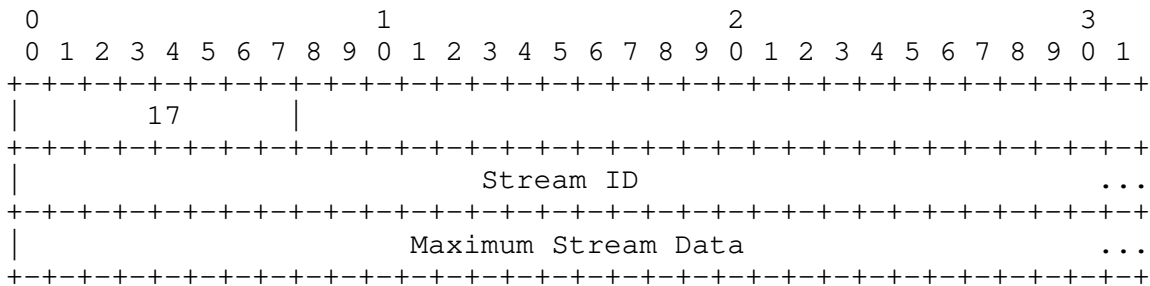 0                   1                   2                   3
 0 1 2 3 4 5 6 7 8 9 0 1 2 3 4 5 6 7 8 9 0 1 2 3 4 5 6 7 8 9 0 1
+-+-+-+-+-+-+-+-+-+-+-+-+-+-+-+-+-+-+-+-+-+-+-+-+-+-+-+-+-+-+-+-+
|       17      |
+-+-+-+-+-+-+-+-+-+-+-+-+-+-+-+-+-+-+-+-+-+-+-+-+-+-+-+-+-+-+-+-+
|                          Stream ID                          ...
+-+-+-+-+-+-+-+-+-+-+-+-+-+-+-+-+-+-+-+-+-+-+-+-+-+-+-+-+-+-+-+-+
|                      Maximum Stream Data                    ...
+-+-+-+-+-+-+-+-+-+-+-+-+-+-+-+-+-+-+-+-+-+-+-+-+-+-+-+-+-+-+-+-+